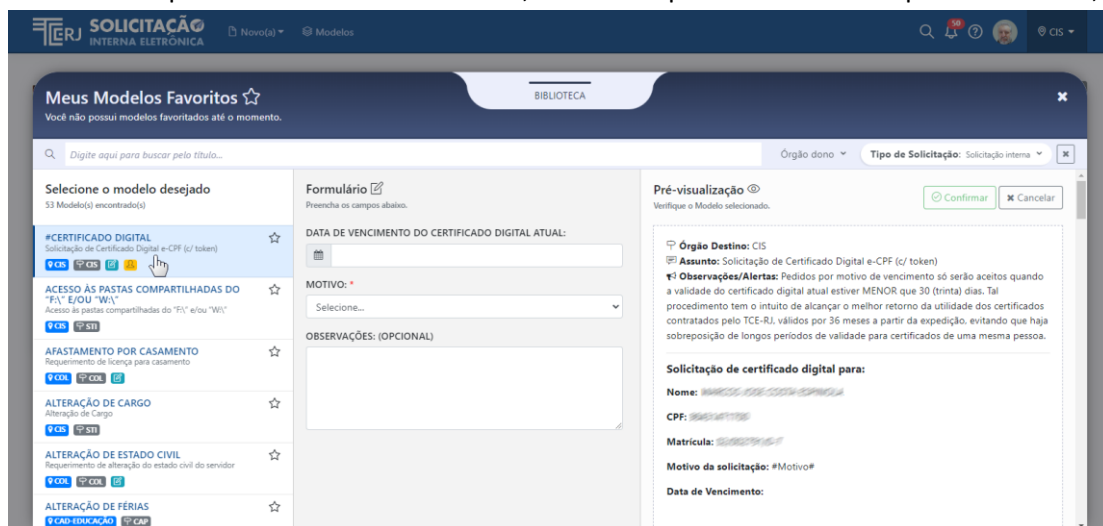 TCERJ SOLICITAÇÃO
INTERNA ELETRÔNICA
Novo(a)
Modelos
50
CIS
Meus Modelos Favoritos
Você não possui modelos favoritados até o momento.
BIBLIOTECA
Digite aqui para buscar pelo título...
Órgão dono
Tipo de Solicitação: Solicitação interna
Selecione o modelo desejado
53 Modelo(s) encontrado(s)
#CERTIFICADO DIGITAL
Solicitação de Certificado Digital e-CPF (c/ token)
CIS CIS
ACESSO ÀS PASTAS COMPARTILHADAS DO
"F:\" E/OU "W:\"
Acesso às pastas compartilhadas do "F:\" e/ou "W:\"
CIS STI
AFASTAMENTO POR CASAMENTO
Requerimento de licença para casamento
COL COL
ALTERAÇÃO DE CARGO
Alteração de Cargo
CIS STI
ALTERAÇÃO DE ESTADO CIVIL
Requerimento de alteração do estado civil do servidor
COL COL
ALTERAÇÃO DE FÉRIAS
CAD-EDUCAÇÃO CAP
Formulário
Preencha os campos abaixo.
DATA DE VENCIMENTO DO CERTIFICADO DIGITAL ATUAL:
MOTIVO: *
Selecione...
OBSERVAÇÕES: (OPCIONAL)
Pré-visualização
Verifique o Modelo selecionado.
Confirmar
Cancelar
Órgão Destino: CIS
Assunto: Solicitação de Certificado Digital e-CPF (c/ token)
Observações/Alertas: Pedidos por motivo de vencimento só serão aceitos quando
a validade do certificado digital atual estiver MENOR que 30 (trinta) dias. Tal
procedimento tem o intuito de alcançar o melhor retorno da utilidade dos certificados
contratados pelo TCE-RJ, válidos por 36 meses a partir da expedição, evitando que haja
sobreposição de longos períodos de validade para certificados de uma mesma pessoa.
Solicitação de certificado digital para:
Nome:
CPF:
Matrícula:
Motivo da solicitação: #Motivo#
Data de Vencimento: